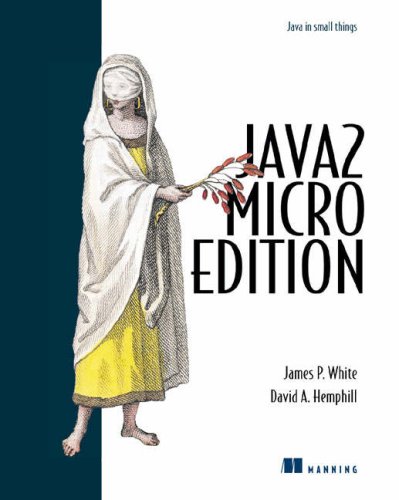 Java in small things
JAVA2
MICRO
EDITION
James P. White
David A. Hemphill
MANNING